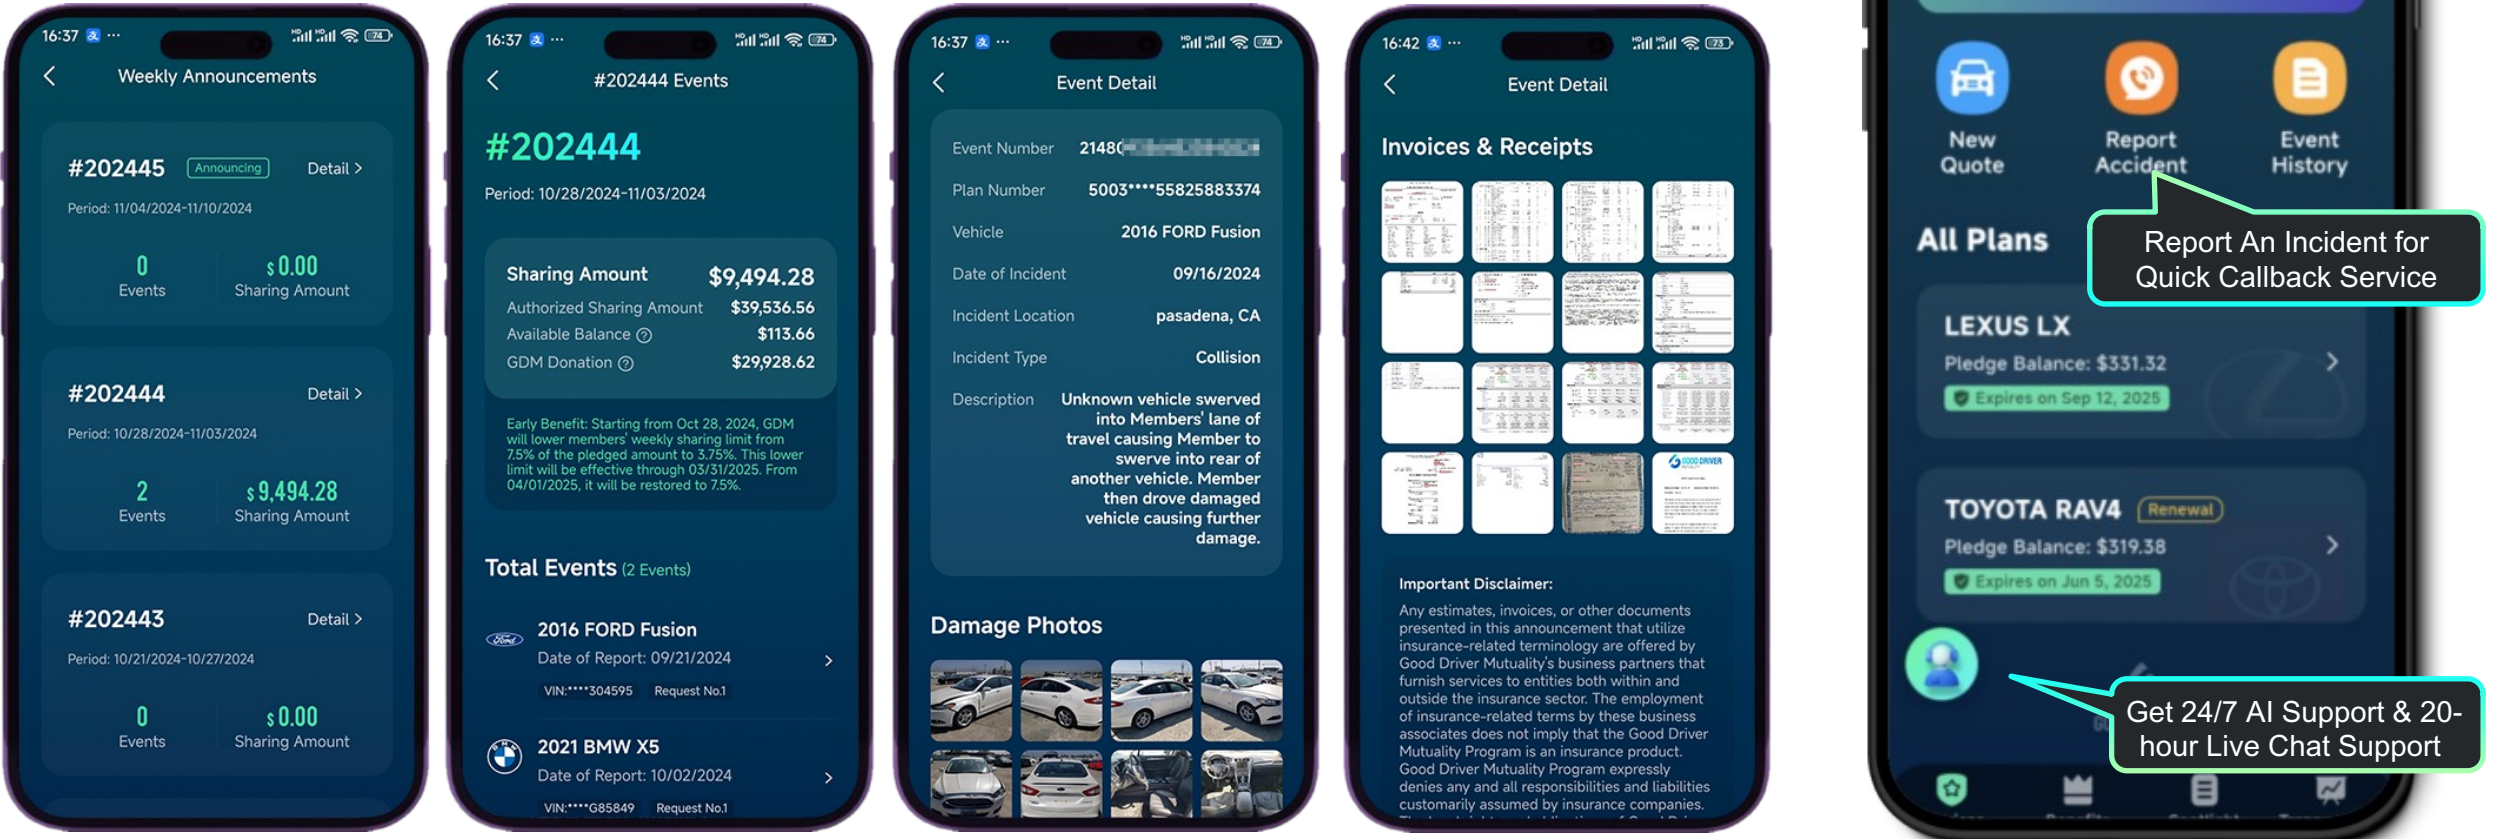 16:37
74
Weekly Announcements
#202445 Announcing Detail >
Period: 11/04/2024-11/10/2024
0 $ 0.00
Events Sharing Amount
#202444 Detail >
Period: 10/28/2024-11/03/2024
2 $ 9,494.28
Events Sharing Amount
#202443 Detail >
Period: 10/21/2024-10/27/2024
0 $ 0.00
Events Sharing Amount
16:37
74
#202444 Events
#202444
Period: 10/28/2024-11/03/2024
Sharing Amount $9,494.28
Authorized Sharing Amount $39,536.56
Available Balance ? $113.66
GDM Donation ? $29,928.62
Early Benefit: Starting from Oct 28, 2024, GDM
will lower members' weekly sharing limit from
7.5% of the pledged amount to 3.75%. This lower
limit will be effective through 03/31/2025. From
04/01/2025, it will be restored to 7.5%.
Total Events (2 Events)
2016 FORD Fusion
Date of Report: 09/21/2024
VIN:****304595 Request No.1
2021 BMW X5
Date of Report: 10/02/2024
VIN:****G85849 Request No.1
16:37
74
Event Detail
Event Number 2148
Plan Number 5003****55825883374
Vehicle 2016 FORD Fusion
Date of Incident 09/16/2024
Incident Location pasadena, CA
Incident Type Collision
Description Unknown vehicle swerved
into Members' lane of
travel causing Member to
swerve into rear of
another vehicle. Member
then drove damaged
vehicle causing further
damage.
Damage Photos
16:42
73
Event Detail
Invoices & Receipts
GOOD DRIVER
Important Disclaimer:
Any estimates, invoices, or other documents
presented in this announcement that utilize
insurance-related terminology are offered by
Good Driver Mutuality's business partners that
furnish services to entities both within and
outside the insurance sector. The employment
of insurance-related terms by these business
associates does not imply that the Good Driver
Mutuality Program is an insurance product.
Good Driver Mutuality Program expressly
denies any and all responsibilities and liabilities
customarily assumed by insurance companies.
New
Quote
Report
Accident
Event
History
Report An Incident for
Quick Callback Service
All Plans
LEXUS LX
Pledge Balance: $331.32
Expires on Sep 12, 2025
TOYOTA RAV4 Renewal
Pledge Balance: $319.38
Expires on Jun 5, 2025
Get 24/7 AI Support & 20-
hour Live Chat Support